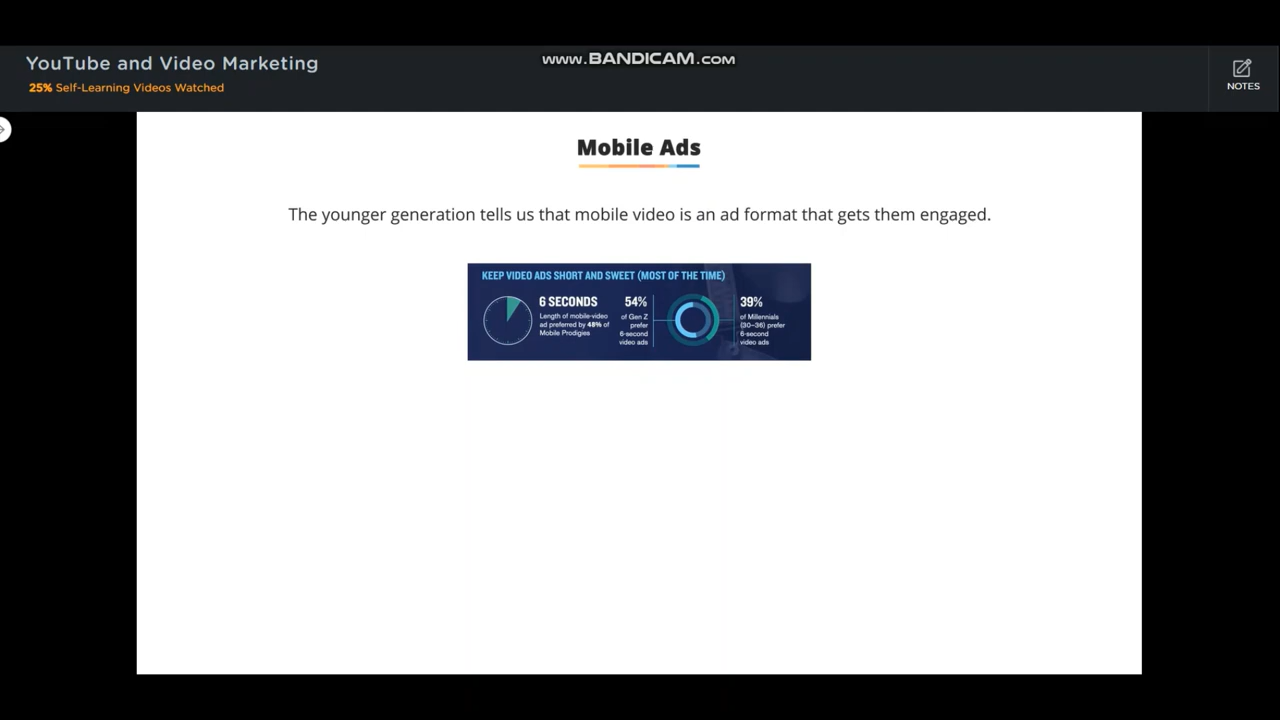 www.BANDICAM.com
YouTube and Video Marketing
25% Self-Learning Videos Watched
NOTES
Mobile Ads
The younger generation tells us that mobile video is an ad format that gets them engaged.
KEEP VIDEO ADS SHORT AND SWEET (MOST OF THE TIME)
6 SECONDS
Length of mobile-video
ad preferred by 48% of
Mobile Prodigies
54%
of Gen Z
prefer
6-second
video ads
39%
of Millennials
(30–36) prefer
6-second
video ads